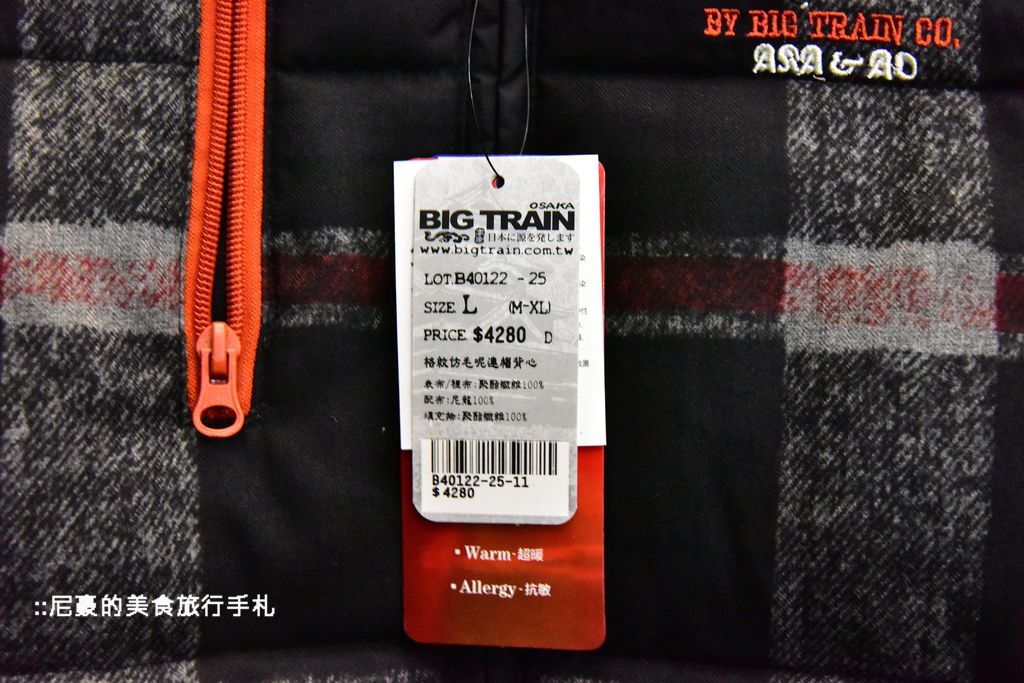 BY BIG TRAIN CO.
ASA & AO
OSAKA
BIG TRAIN
日本に源を発します
www.bigtrain.com.tw
LOT.B40122 - 25
SIZE. L (M~XL)
PRICE. $4280 D
格紋仿毛呢連帽背心
表布/裡布:聚酯纖維100%
配布:尼龍100%
填充物:聚酯纖維100%
B40122-25-11
$4280
• Warm-超暖
• Allergy-抗敏
::尼豪的美食旅行手札